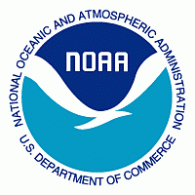 NATIONAL OCEANIC AND ATMOSPHERIC ADMINISTRATION
NOAA
U.S. DEPARTMENT OF COMMERCE